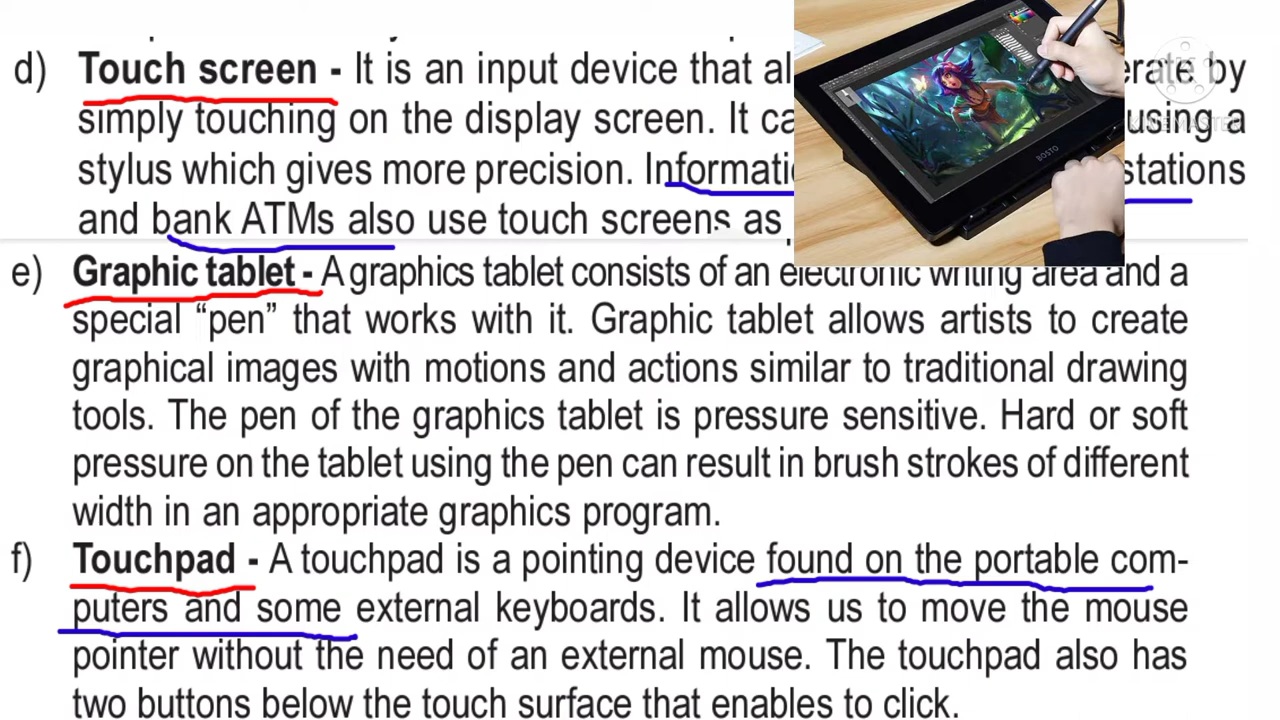 d) Touch screen - It is an input device that al erate by
simply touching on the display screen. It ca using a
stylus which gives more precision. Informati stations
and bank ATMs also use touch screens as
e) Graphic tablet - A graphics tablet consists of an electronic writing area and a
special “pen” that works with it. Graphic tablet allows artists to create
graphical images with motions and actions similar to traditional drawing
tools. The pen of the graphics tablet is pressure sensitive. Hard or soft
pressure on the tablet using the pen can result in brush strokes of different
width in an appropriate graphics program.
f) Touchpad - A touchpad is a pointing device found on the portable com-
puters and some external keyboards. It allows us to move the mouse
pointer without the need of an external mouse. The touchpad also has
two buttons below the touch surface that enables to click.
BOSTO
KINEMASTER